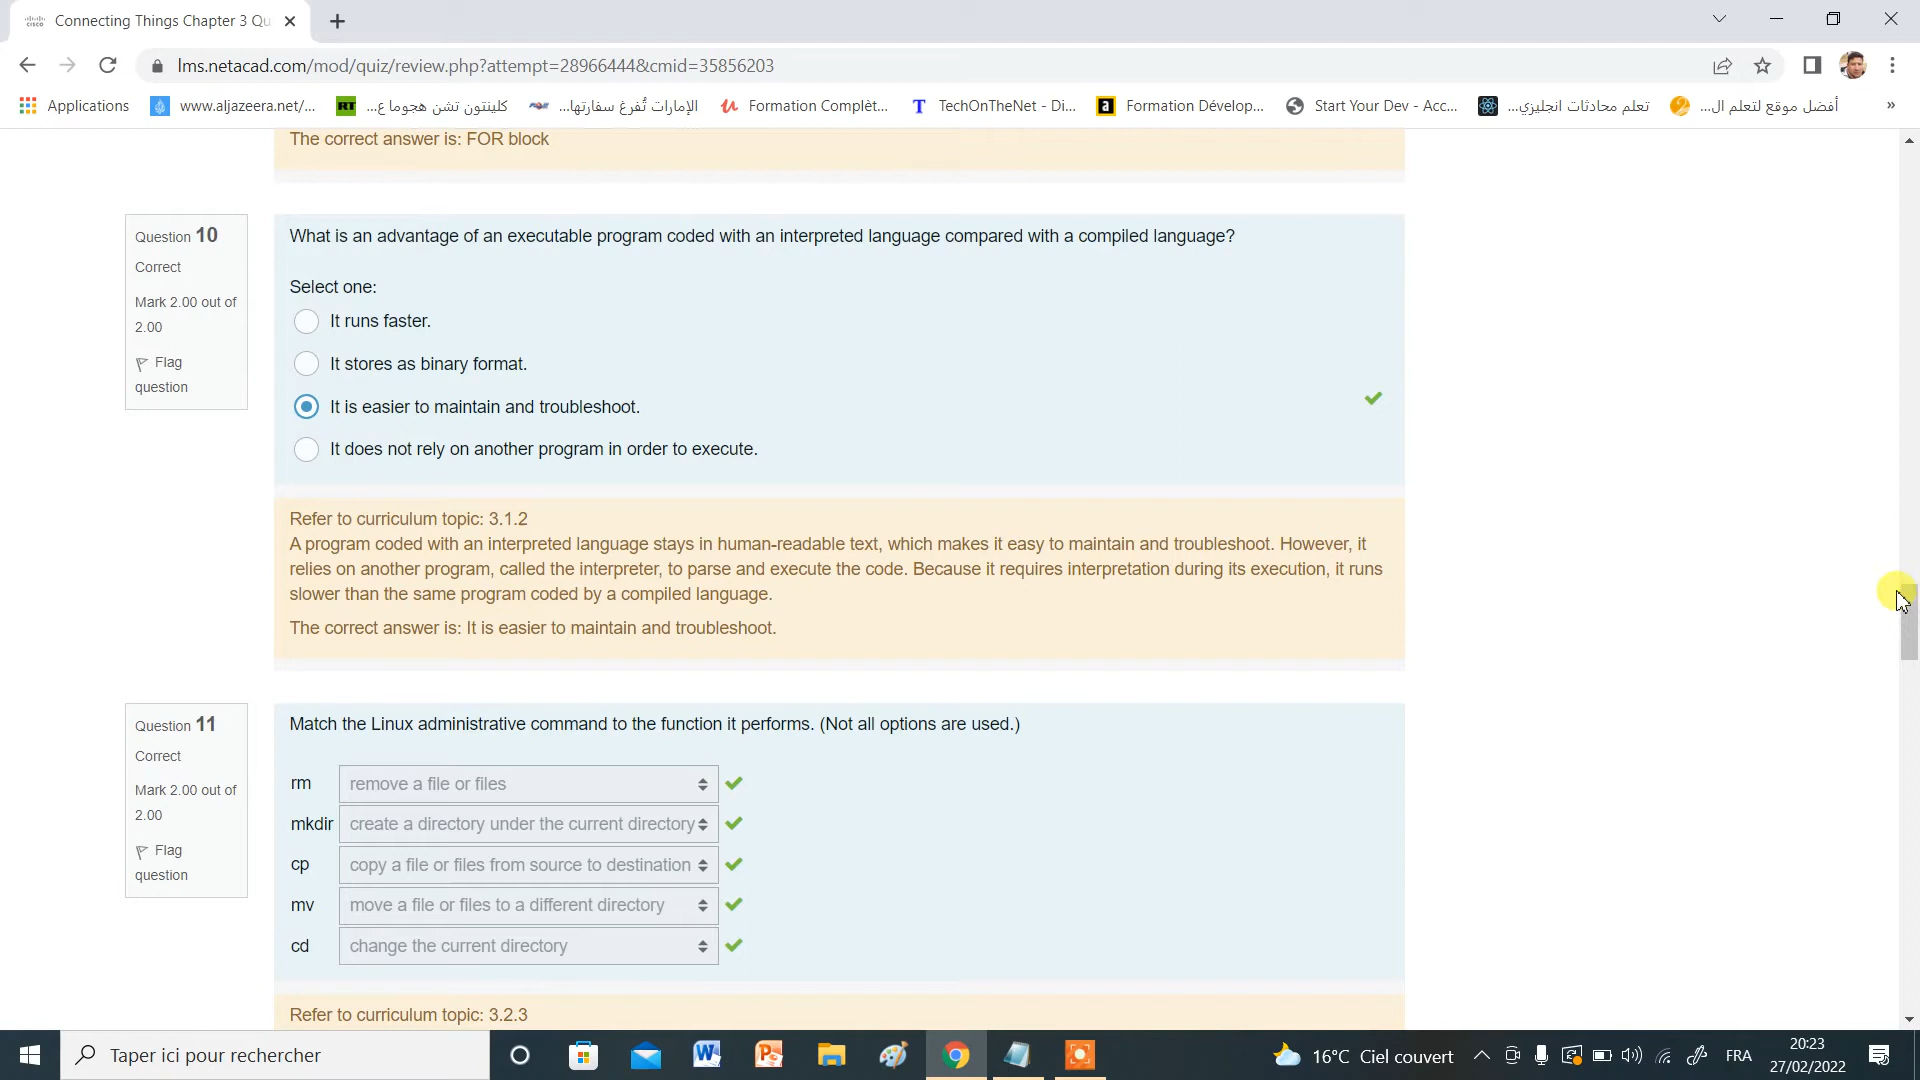 Connecting Things Chapter 3 Qu
lms.netacad.com/mod/quiz/review.php?attempt=28966444&cmid=35856203
Applications
www.aljazeera.net/...
كلينتون تشن هجوما ع...
الإمارات تُفرغ سفارتها...
Formation Complèt...
TechOnTheNet - Di...
Formation Dévelop...
Start Your Dev - Acc...
تعلم محادثات انجليزي...
أفضل موقع لتعلم ال...
»
The correct answer is: FOR block
Question 10
Correct
Mark 2.00 out of
2.00
Flag
question
What is an advantage of an executable program coded with an interpreted language compared with a compiled language?
Select one:
It runs faster.
It stores as binary format.
It is easier to maintain and troubleshoot.
It does not rely on another program in order to execute.
Refer to curriculum topic: 3.1.2
A program coded with an interpreted language stays in human-readable text, which makes it easy to maintain and troubleshoot. However, it
relies on another program, called the interpreter, to parse and execute the code. Because it requires interpretation during its execution, it runs
slower than the same program coded by a compiled language.
The correct answer is: It is easier to maintain and troubleshoot.
Question 11
Correct
Mark 2.00 out of
2.00
Flag
question
Match the Linux administrative command to the function it performs. (Not all options are used.)
rm remove a file or files
mkdir create a directory under the current directory
cp copy a file or files from source to destination
mv move a file or files to a different directory
cd change the current directory
Refer to curriculum topic: 3.2.3
Taper ici pour rechercher
16°C Ciel couvert
FRA
20:23
27/02/2022